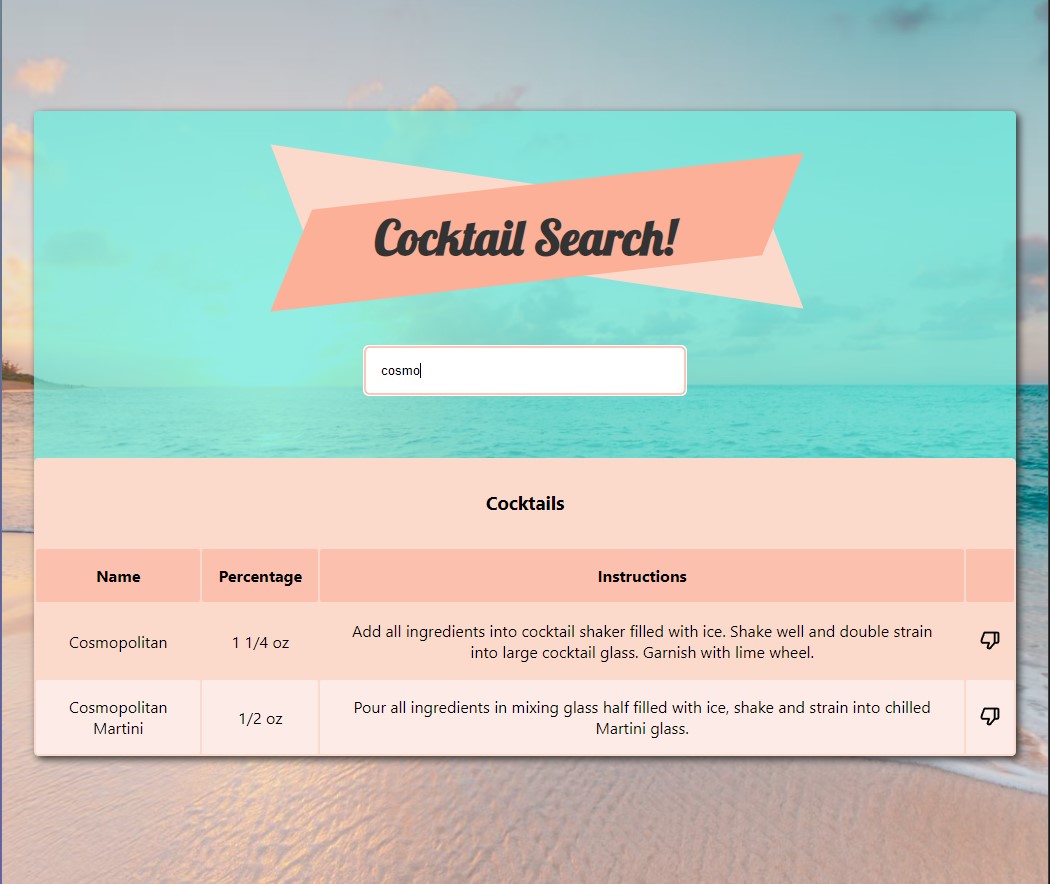 Cocktail Search!
cosmo
Cocktails
Name Percentage Instructions
Cosmopolitan 1 1/4 oz Add all ingredients into cocktail shaker filled with ice. Shake well and double strain
into large cocktail glass. Garnish with lime wheel.
Cosmopolitan
Martini
1/2 oz
Pour all ingredients in mixing glass half filled with ice, shake and strain into chilled
Martini glass.